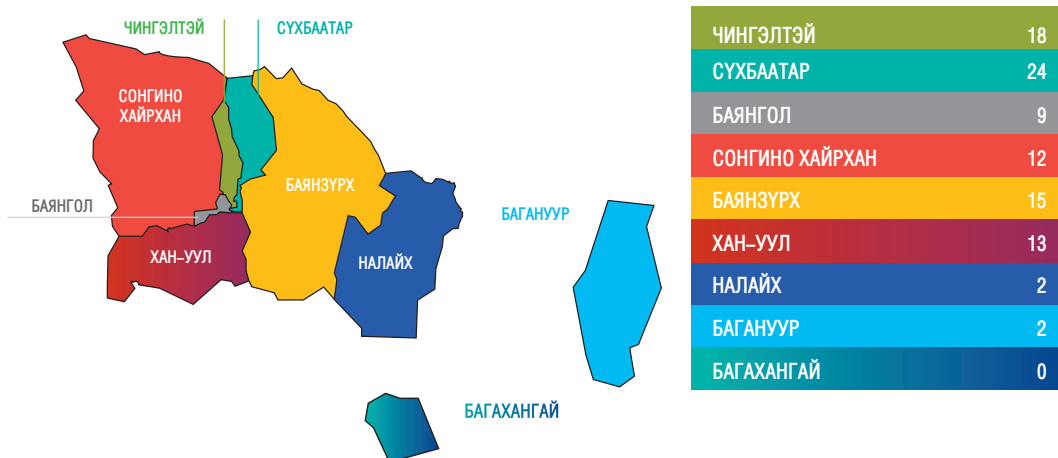 ЧИНГЭЛТЭЙ
СҮХБААТАР
СОНГИНО
ХАЙРХАН
БАЯНЗҮРХ
БАЯНГОЛ
ХАН–УУЛ
НАЛАЙХ
БАГАНУУР
БАГАХАНГАЙ
ЧИНГЭЛТЭЙ 18
СҮХБААТАР 24
БАЯНГОЛ 9
СОНГИНО ХАЙРХАН 12
БАЯНЗҮРХ 15
ХАН–УУЛ 13
НАЛАЙХ 2
БАГАНУУР 2
БАГАХАНГАЙ 0